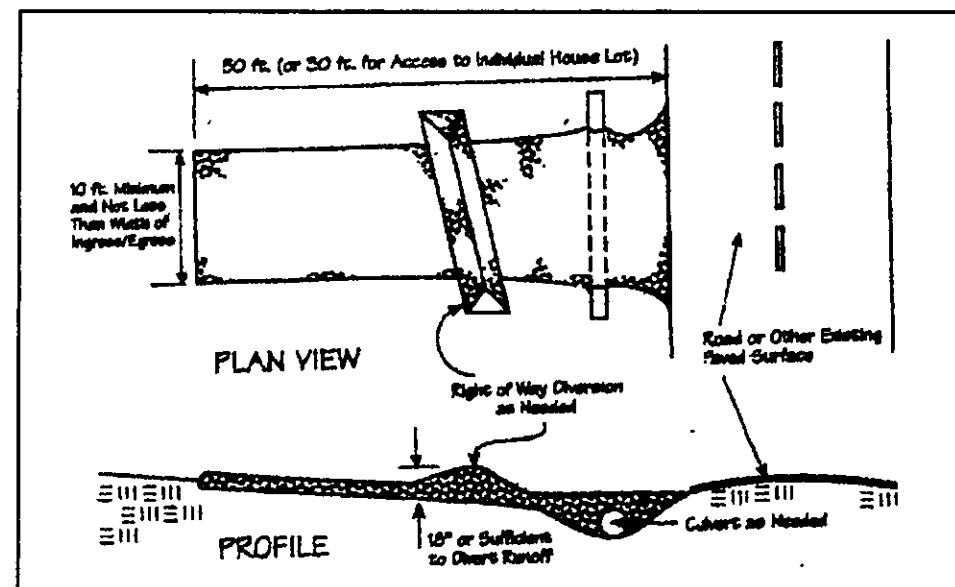 50 ft. (or 30 ft. for Access to Individual House Lot)
10 ft. Minimum
and Not Less
Than Width of
Ingress/Egress
PLAN VIEW
Road or Other Existing
Paved Surface
Right of Way Diversion
as Needed
18" or Sufficient
to Divert Runoff
Culvert as Needed
PROFILE